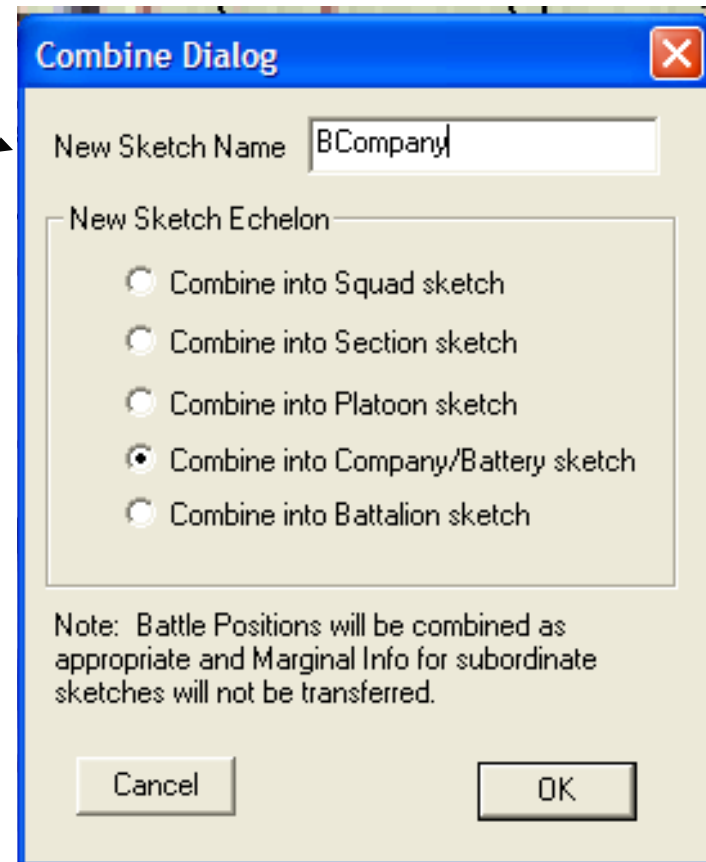 Combine Dialog
New Sketch Name BCompany
New Sketch Echelon
Combine into Squad sketch
Combine into Section sketch
Combine into Platoon sketch
Combine into Company/Battery sketch
Combine into Battalion sketch
Note: Battle Positions will be combined as
appropriate and Marginal Info for subordinate
sketches will not be transferred.
Cancel OK